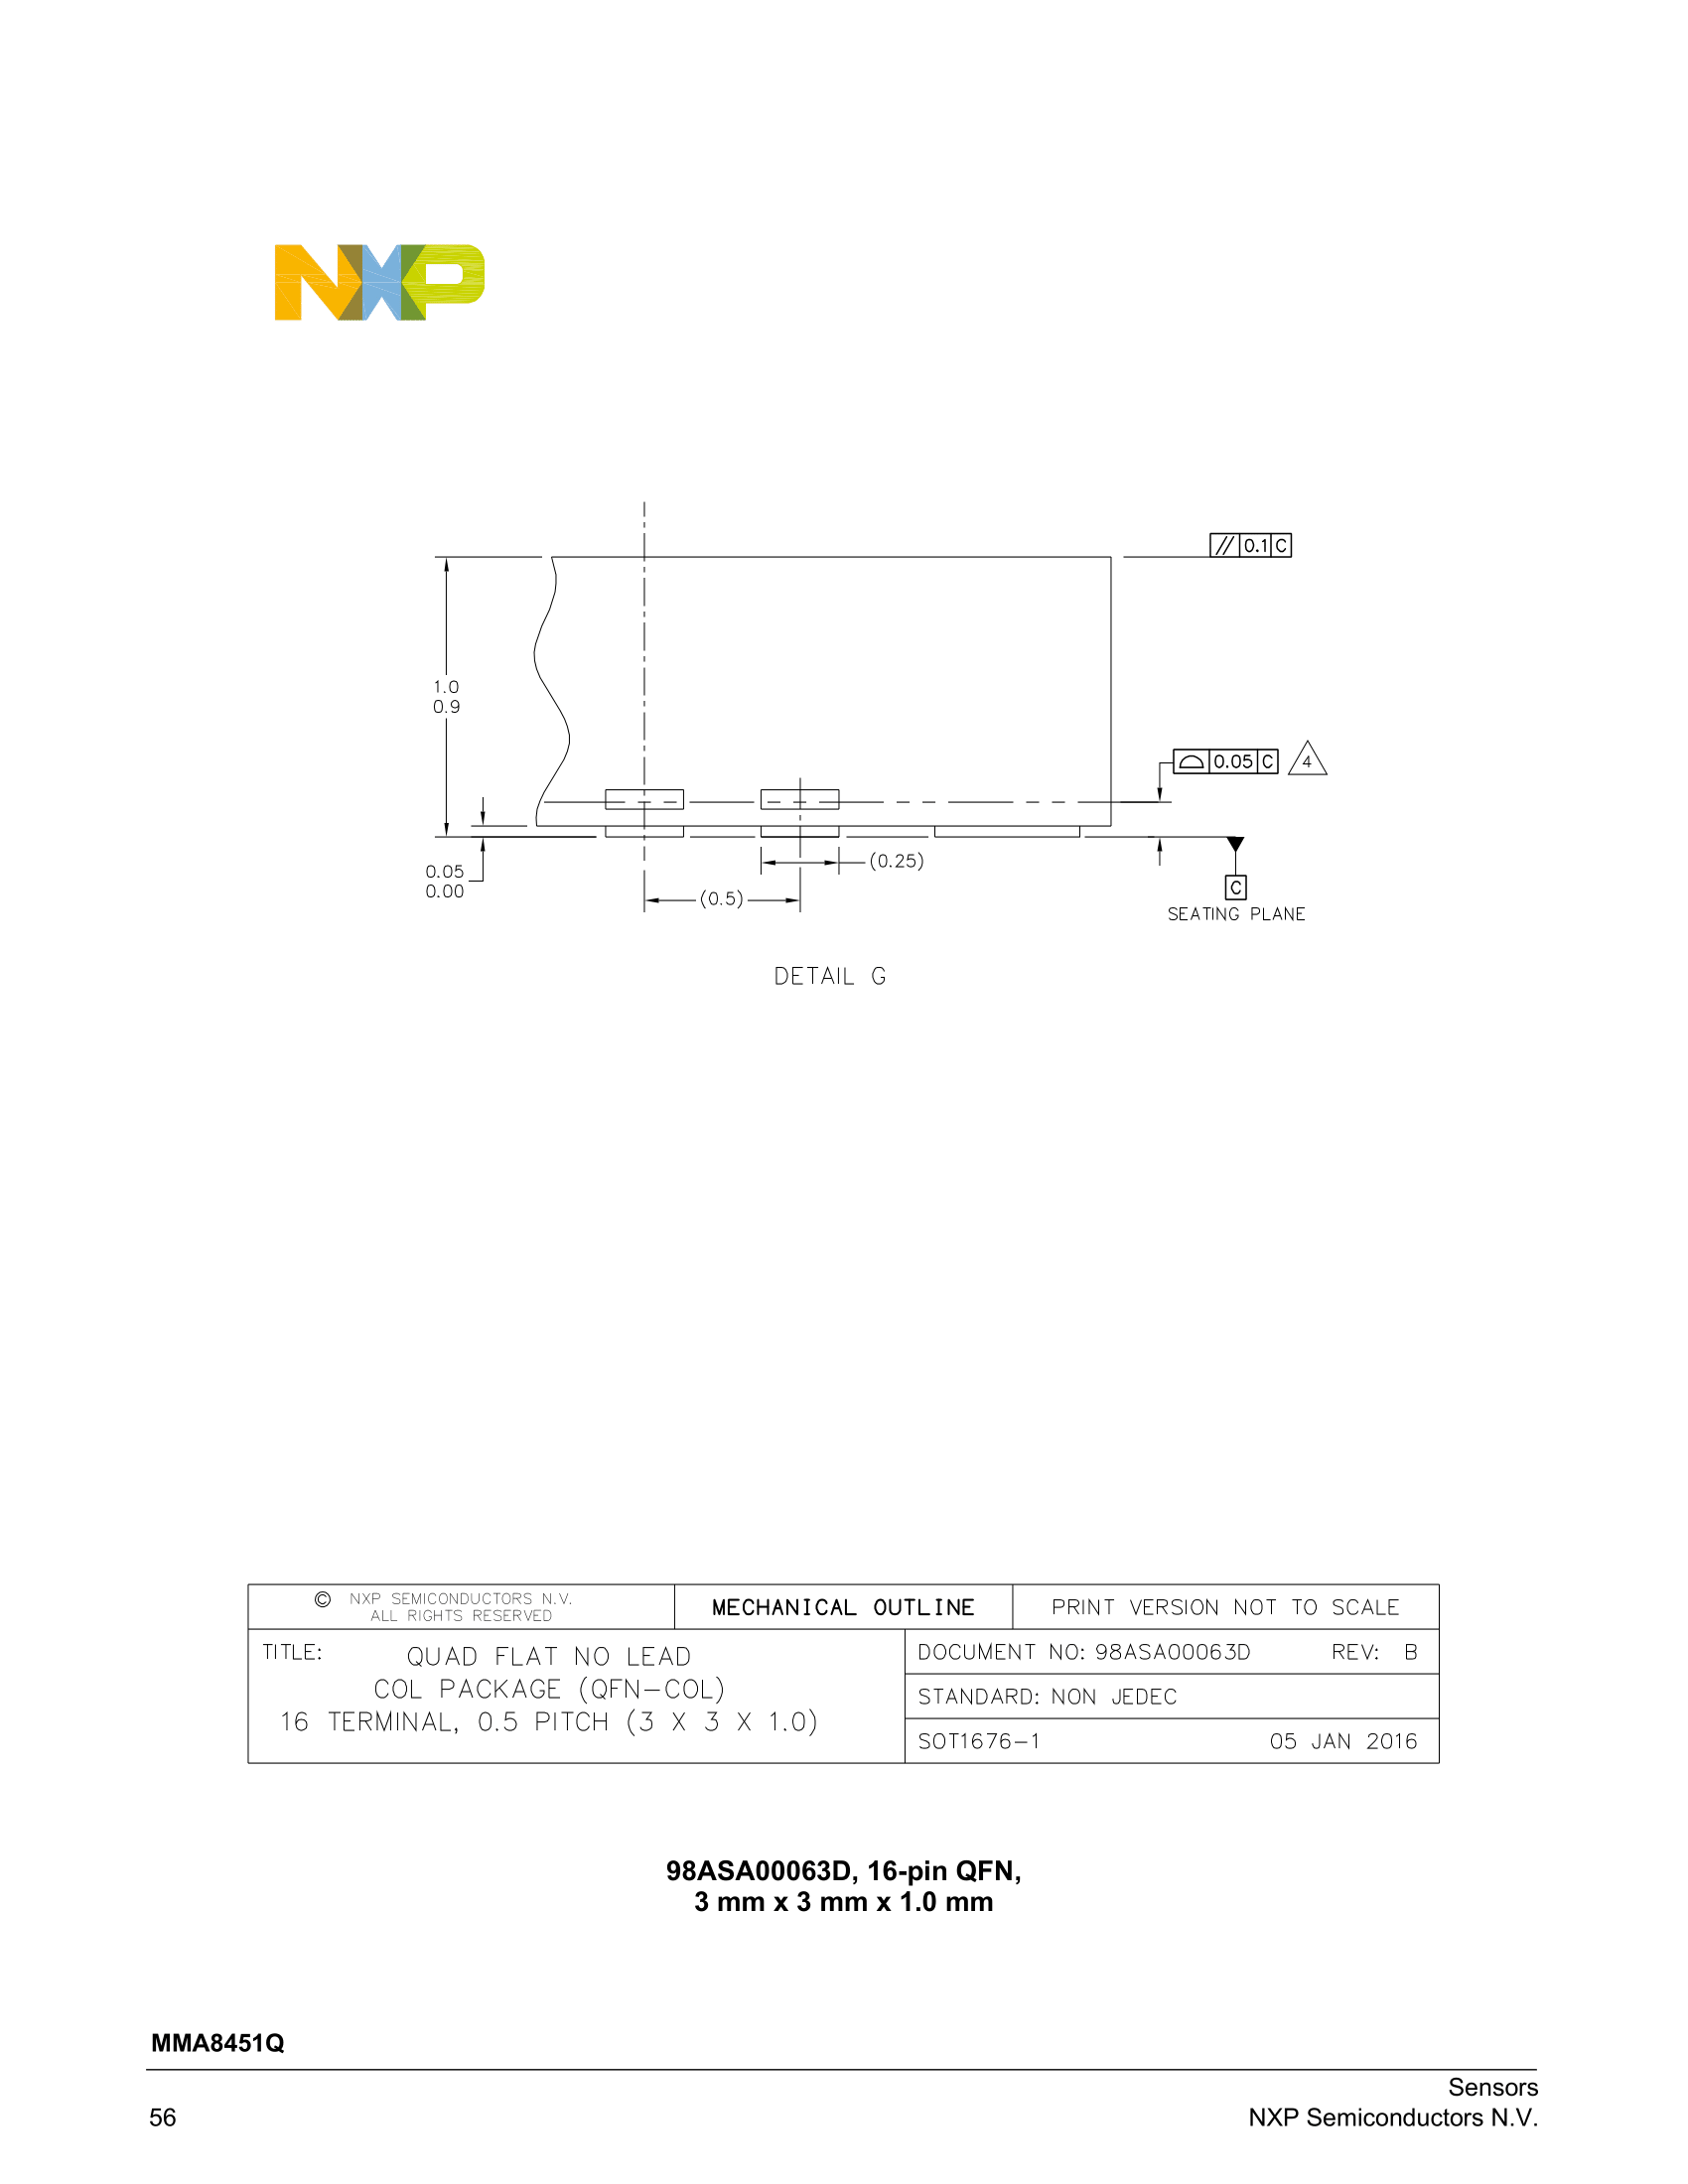 NXP
// 0.1 C
1.0
0.9
0.05 C 4
0.05
0.00
(0.25)
(0.5)
C
SEATING PLANE
DETAIL G
© NXP SEMICONDUCTORS N.V.
ALL RIGHTS RESERVED
MECHANICAL OUTLINE
PRINT VERSION NOT TO SCALE
TITLE: QUAD FLAT NO LEAD
COL PACKAGE (QFN-COL)
16 TERMINAL, 0.5 PITCH (3 X 3 X 1.0)
DOCUMENT NO: 98ASA00063D REV: B
STANDARD: NON JEDEC
SOT1676-1 05 JAN 2016
98ASA00063D, 16-pin QFN,
3 mm x 3 mm x 1.0 mm
MMA8451Q
Sensors
56 NXP Semiconductors N.V.